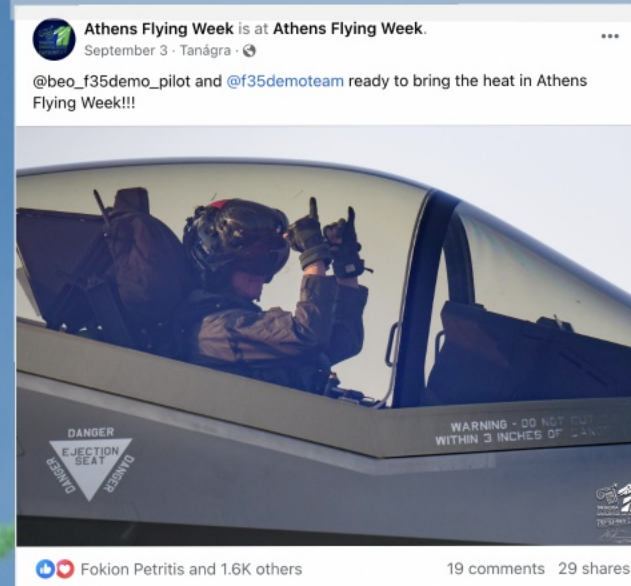 Athens Flying Week is at Athens Flying Week.
September 3 · Tanágra ·
@beo_f35demo_pilot and @f35demoteam ready to bring the heat in Athens
Flying Week!!!
DANGER
EJECTION
SEAT
DANGER
DANGER
WARNING - DO NOT CUT
WITHIN 3 INCHES OF
Fokion Petritis and 1.6K others
19 comments 29 shares